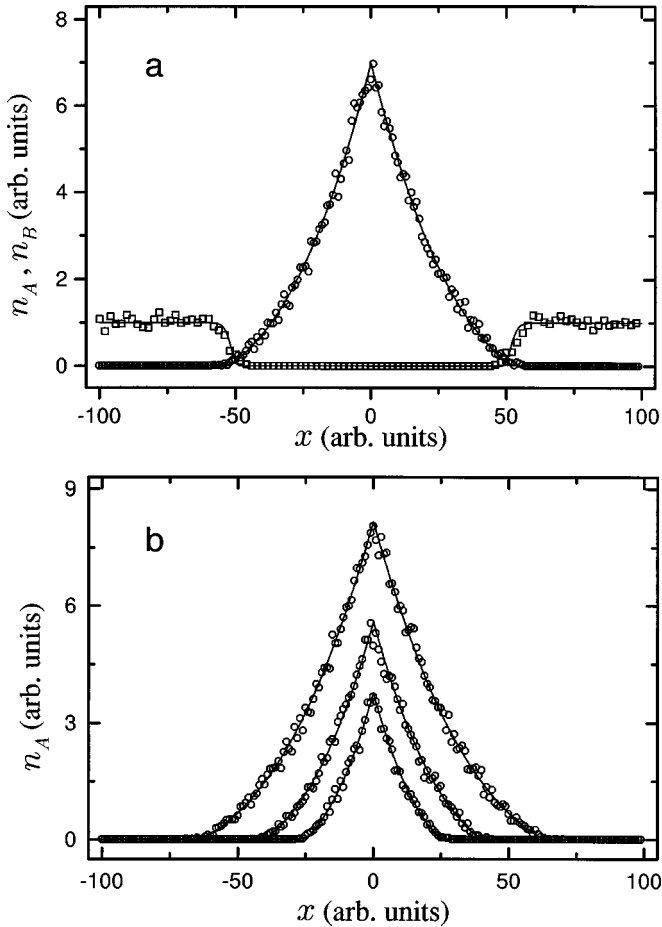 a
8
6
4
2
0
n_A, n_B (arb. units)
-100 -50 0 50 100
x (arb. units)
b
9
6
3
0
n_A (arb. units)
-100 -50 0 50 100
x (arb. units)